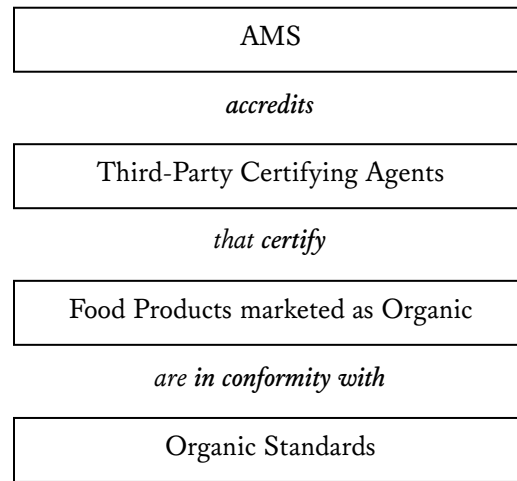 AMS
accredits
Third-Party Certifying Agents
that certify
Food Products marketed as Organic
are in conformity with
Organic Standards